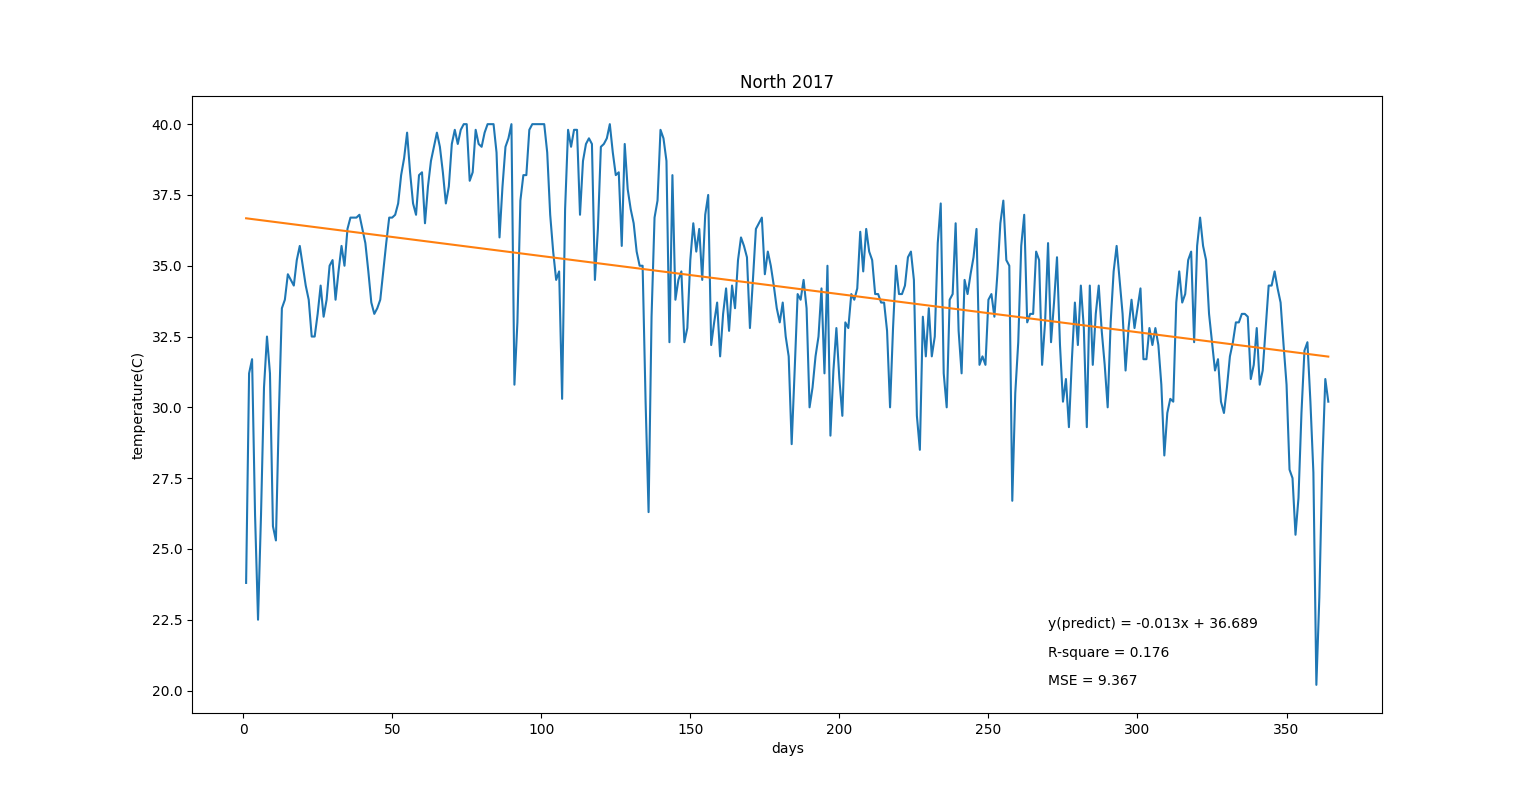 North 2017
temperature(C)
40.0
37.5
35.0
32.5
30.0
27.5
25.0
22.5
20.0
y(predict) = -0.013x + 36.689
R-square = 0.176
MSE = 9.367
0 50 100 150 200 250 300 350
days